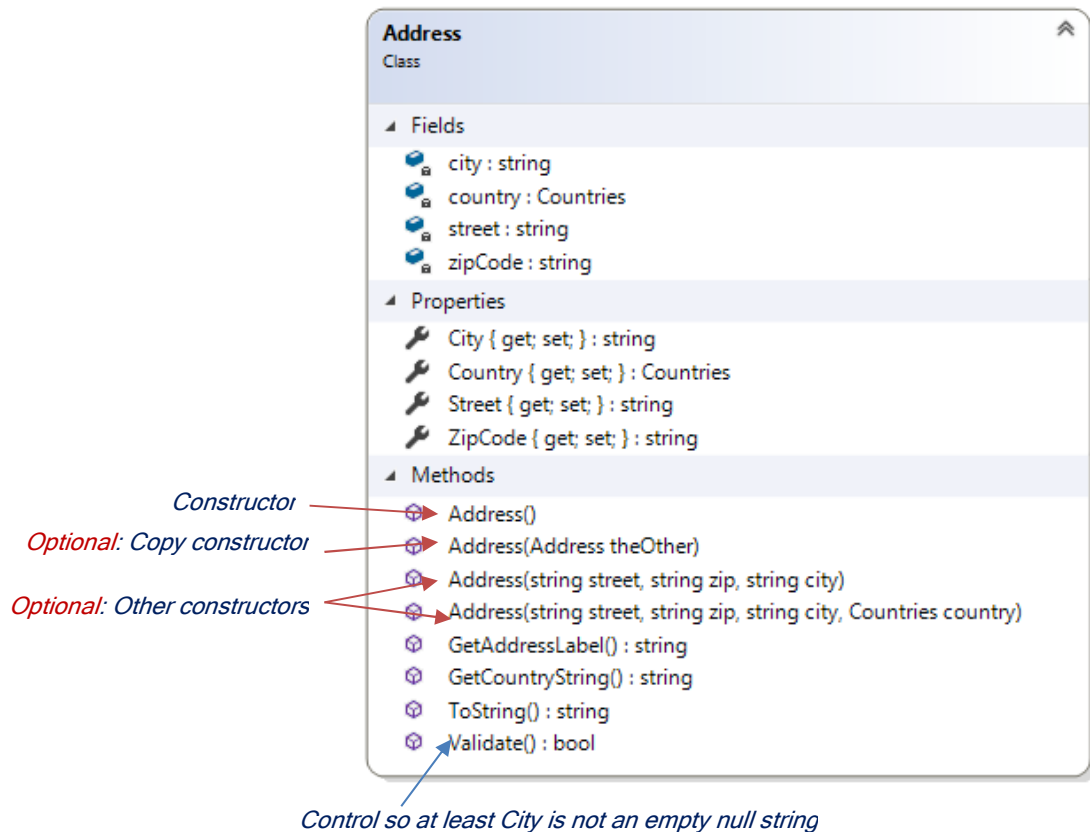 Address
Class
Fields
city : string
country : Countries
street : string
zipCode : string
Properties
City { get; set; } : string
Country { get; set; } : Countries
Street { get; set; } : string
ZipCode { get; set; } : string
Methods
Constructor
Address()
Optional: Copy constructor
Address(Address theOther)
Address(string street, string zip, string city)
Optional: Other constructors
Address(string street, string zip, string city, Countries country)
GetAddressLabel() : string
GetCountryString() : string
ToString() : string
Validate() : bool
Control so at least City is not an empty null string